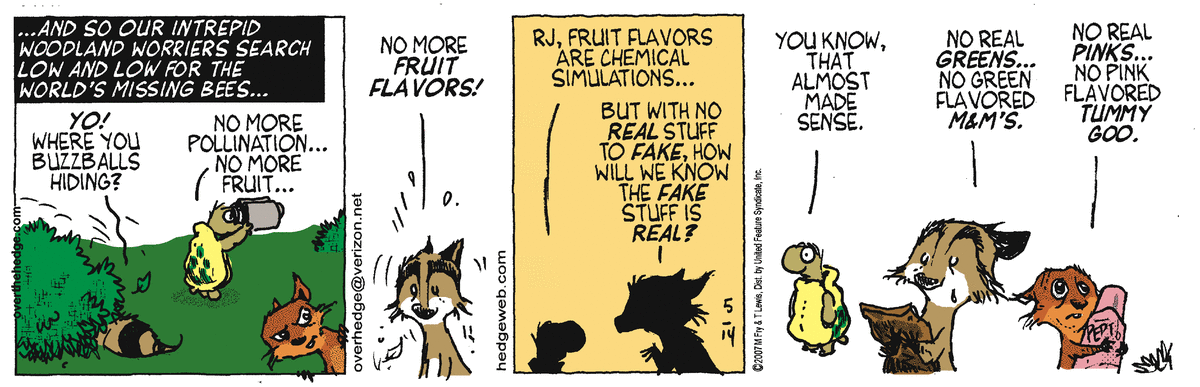 ...AND SO OUR INTREPID
WOODLAND WORRIERS SEARCH
LOW AND LOW FOR THE
WORLD'S MISSING BEES...
YO!
WHERE YOU
BUZZBALLS
HIDING?
NO MORE
POLLINATION...
NO MORE
FRUIT...
overthehedge.com
overhedge@verizon.net
NO MORE
FRUIT
FLAVORS!
hedgeweb.com
RJ, FRUIT FLAVORS
ARE CHEMICAL
SIMULATIONS...
BUT WITH NO
REAL STUFF
TO FAKE, HOW
WILL WE KNOW
THE FAKE
STUFF IS
REAL?
5
14
©2007 M Fry & T Lewis, Dist. by United Feature Syndicate, Inc.
YOU KNOW,
THAT
ALMOST
MADE
SENSE.
NO REAL
GREENS...
NO GREEN
FLAVORED
M&M'S.
NO REAL
PINKS...
NO PINK
FLAVORED
TUMMY
GOO.